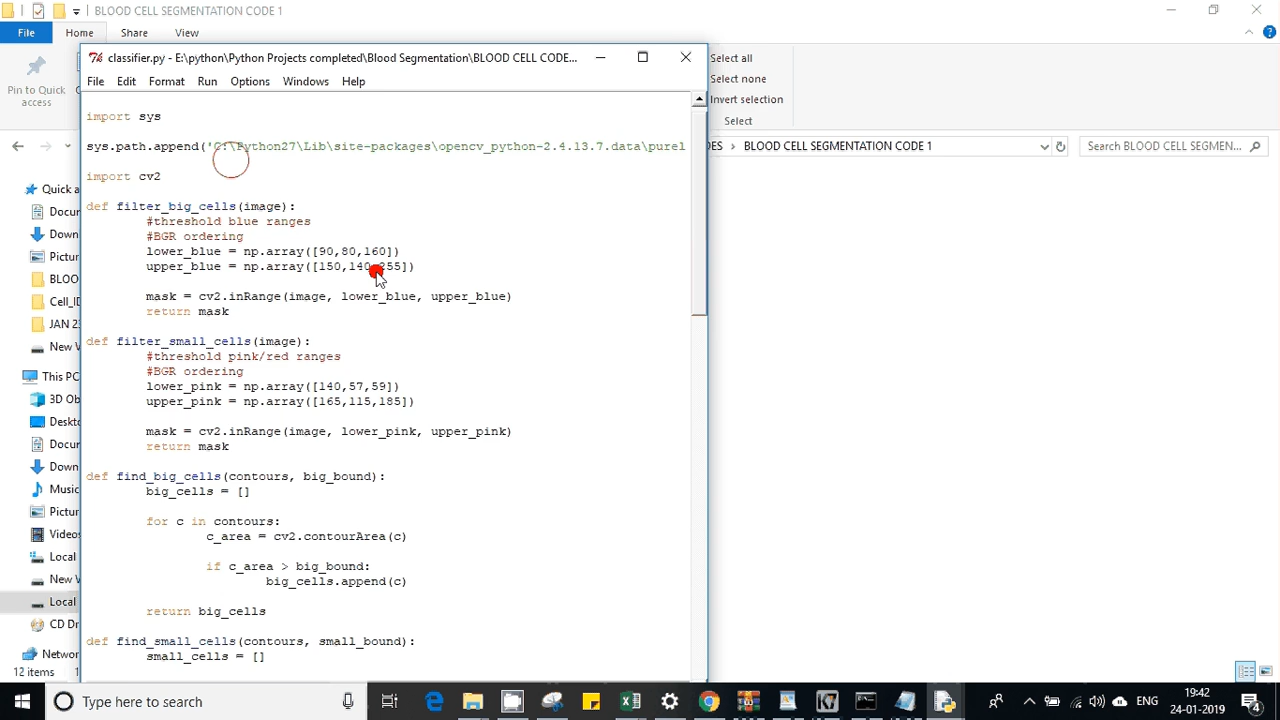 BLOOD CELL SEGMENTATION CODE 1
File Home Share View
classifier.py - E:\python\Python Projects completed\Blood Segmentation\BLOOD CELL CODE...
File Edit Format Run Options Windows Help
Pin to Quick
access
Select all
Select none
Invert selection
Select
BLOOD CELL SEGMENTATION CODE 1
Search BLOOD CELL SEGMEN...
Quick a
Docu
Down
Pictur
BLOO
Cell_ID
JAN 23
New V
This PC
3D Ob
Deskto
Docur
Down
Music
Pictur
Videos
Local
New V
Local
CD Dr
Networ
12 items
import sys
sys.path.append('C:\Python27\Lib\site-packages\opencv_python-2.4.13.7.data\purel
import cv2
def filter_big_cells(image):
#threshold blue ranges
#BGR ordering
lower_blue = np.array([90,80,160])
upper_blue = np.array([150,140,255])
mask = cv2.inRange(image, lower_blue, upper_blue)
return mask
def filter_small_cells(image):
#threshold pink/red ranges
#BGR ordering
lower_pink = np.array([140,57,59])
upper_pink = np.array([165,115,185])
mask = cv2.inRange(image, lower_pink, upper_pink)
return mask
def find_big_cells(contours, big_bound):
big_cells = []
for c in contours:
c_area = cv2.contourArea(c)
if c_area > big_bound:
big_cells.append(c)
return big_cells
def find_small_cells(contours, small_bound):
small_cells = []
Type here to search
ENG
19:42
24-01-2019
4